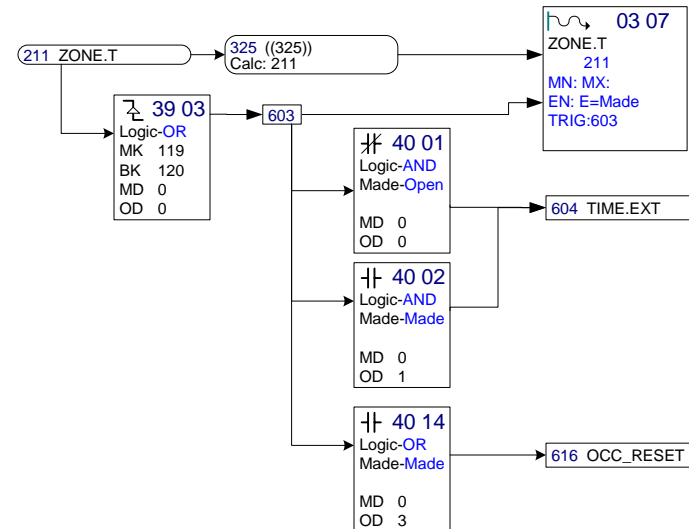 211 ZONE.T
325 ((325))
Calc: 211
03 07
ZONE.T
211
MN: MX:
EN: E=Made
TRIG:603
39 03
Logic-OR
MK 119
BK 120
MD 0
OD 0
603
40 01
Logic-AND
Made-Open
MD 0
OD 0
604 TIME.EXT
40 02
Logic-AND
Made-Made
MD 0
OD 1
40 14
Logic-OR
Made-Made
MD 0
OD 3
616 OCC_RESET